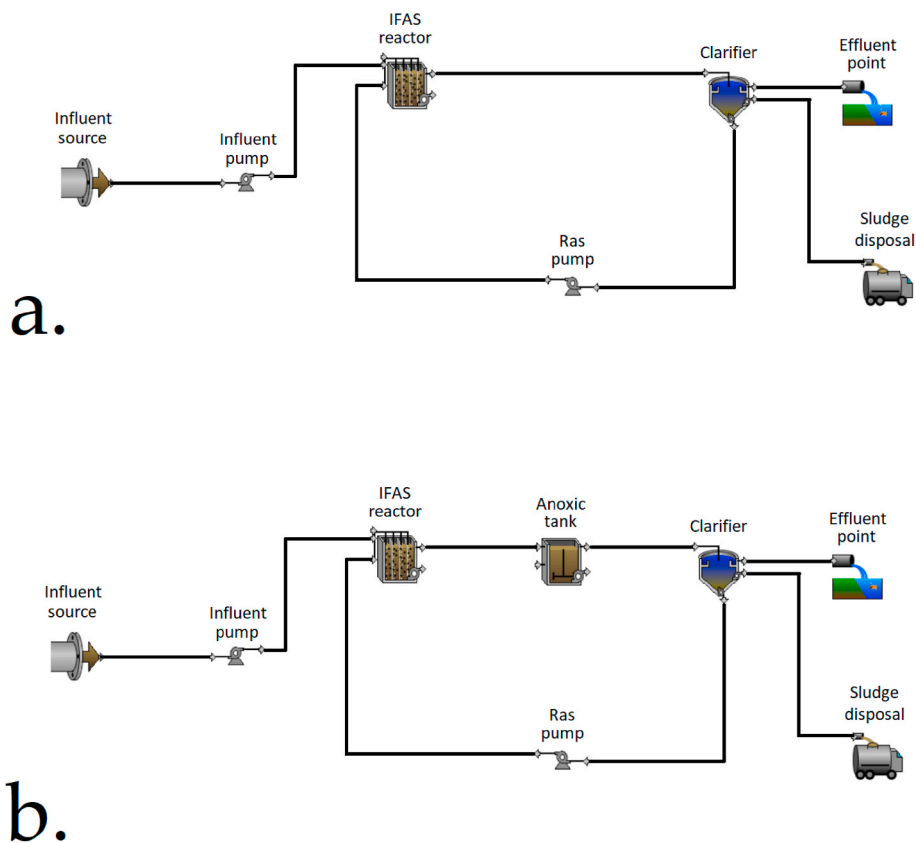 IFAS
reactor
Clarifier
Effluent
point
Influent
source
Influent
pump
Sludge
disposal
Ras
pump
a.
IFAS
reactor
Anoxic
tank
Clarifier
Effluent
point
Influent
source
Influent
pump
Sludge
disposal
Ras
pump
b.